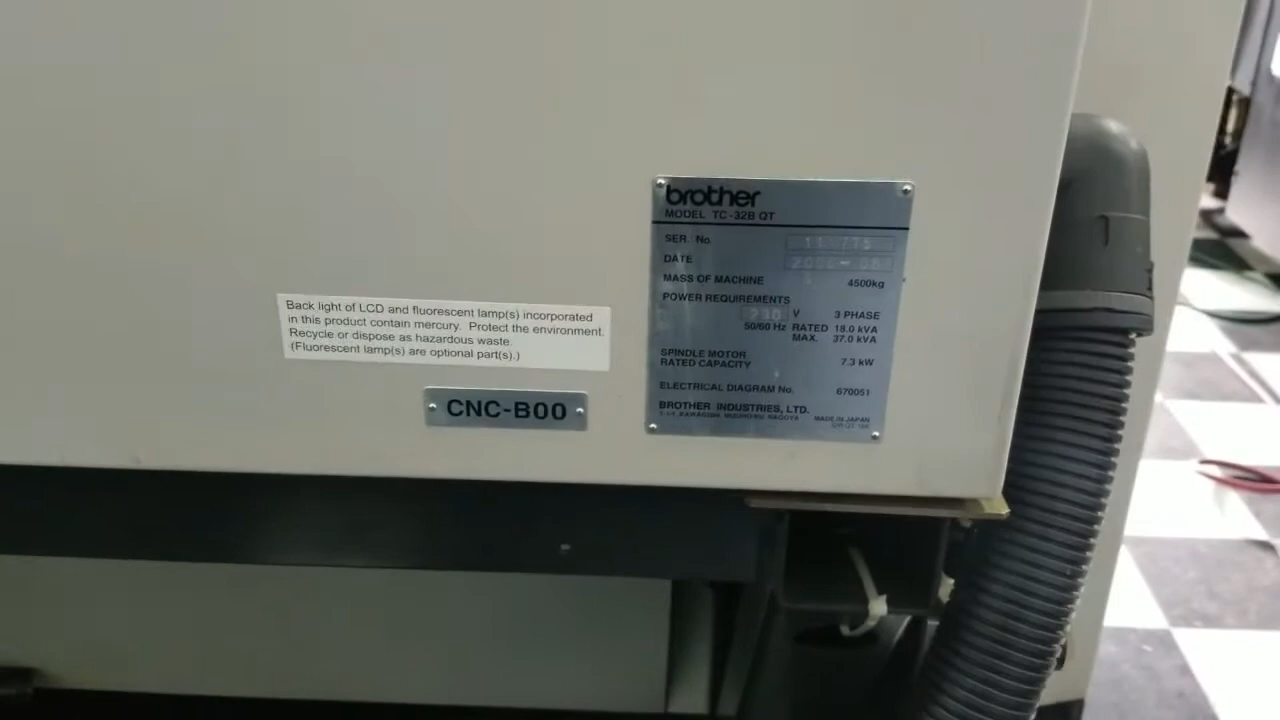 brother
MODEL TC-32B QT
SER. No.
DATE
MASS OF MACHINE 4500kg
POWER REQUIREMENTS
230 V 3 PHASE
50/60 Hz RATED 18.0 kVA
MAX. 37.0 kVA
SPINDLE MOTOR
RATED CAPACITY 7.3 kW
ELECTRICAL DIAGRAM No. 670051
BROTHER INDUSTRIES, LTD.
NAGOYA MADE IN JAPAN
Back light of LCD and fluorescent lamp(s) incorporated
in this product contain mercury. Protect the environment.
Recycle or dispose as hazardous waste.
(Fluorescent lamp(s) are optional part(s).)
CNC-B00